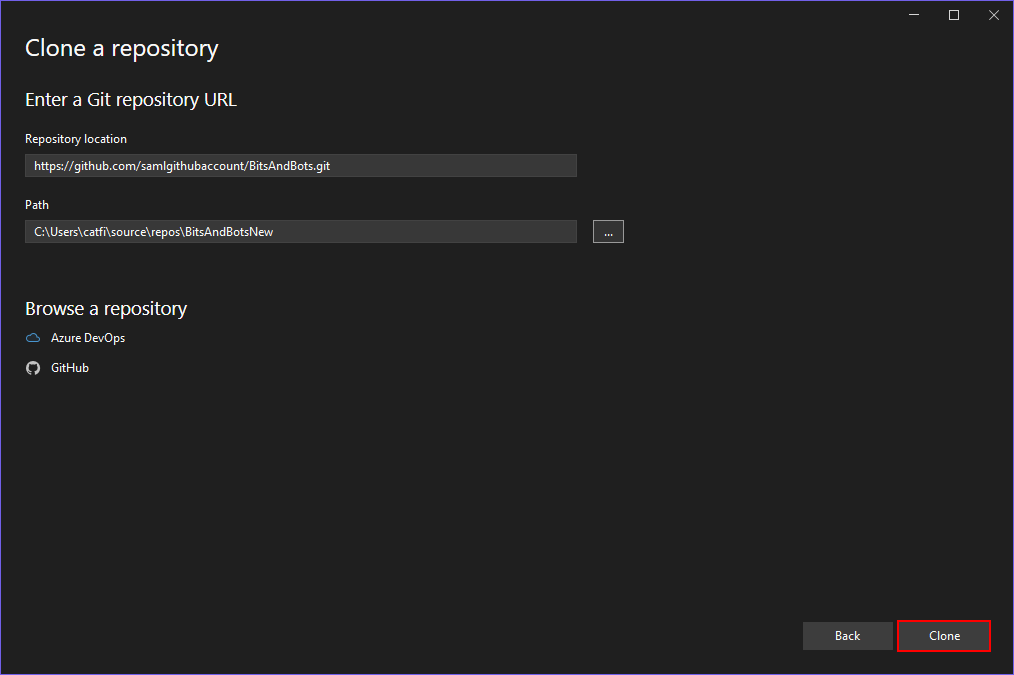 Clone a repository
Enter a Git repository URL
Repository location
https://github.com/samlgithubaccount/BitsAndBots.git
Path
C:\Users\catfi\source\repos\BitsAndBotsNew
...
Browse a repository
Azure DevOps
GitHub
Back
Clone